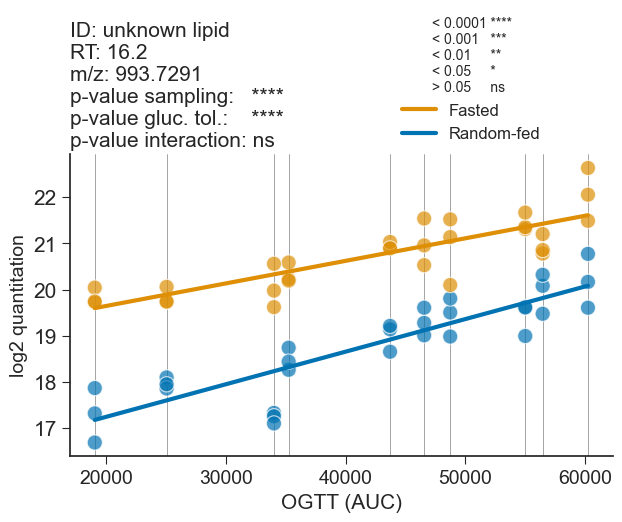 ID: unknown lipid
RT: 16.2
m/z: 993.7291
p-value sampling: ****
p-value gluc. tol.: ****
p-value interaction: ns
< 0.0001 ****
< 0.001 ***
< 0.01 **
< 0.05 *
> 0.05 ns
Fasted
Random-fed
log2 quantitation
22
21
20
19
18
17
20000 30000 40000 50000 60000
OGTT (AUC)